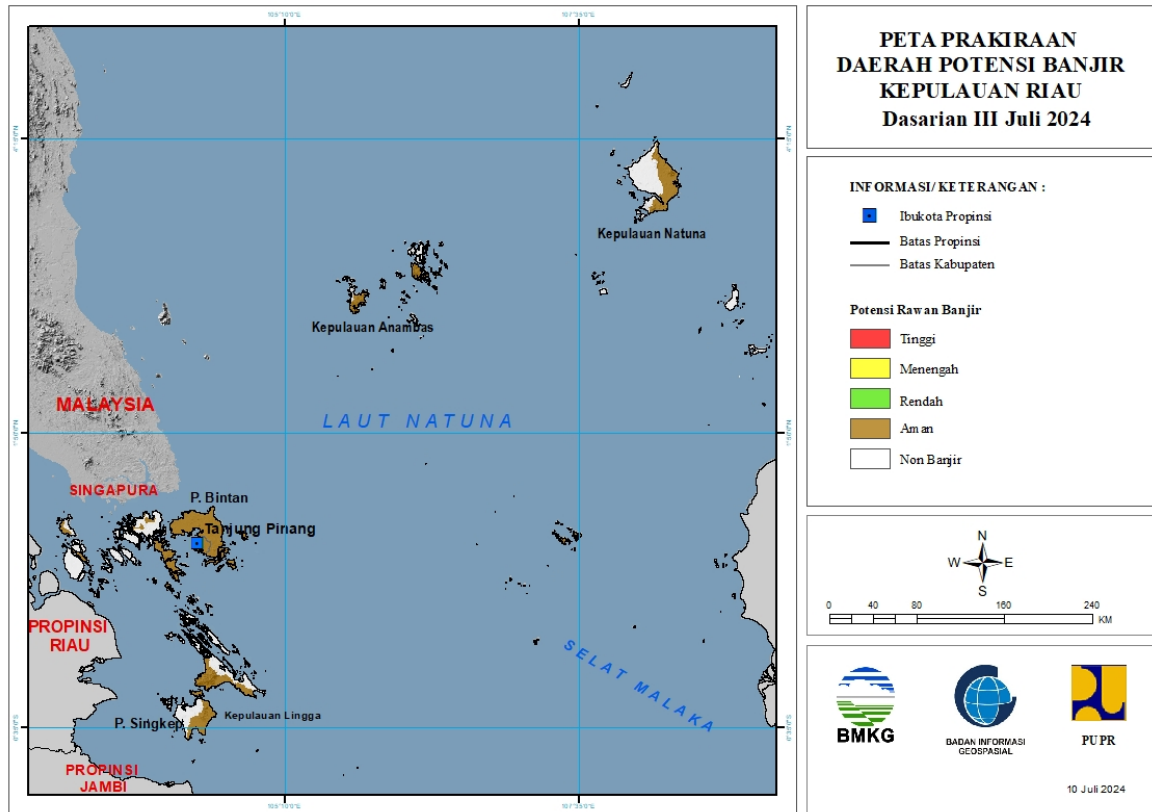 PETA PRAKIRAAN
DAERAH POTENSI BANJIR
KEPULAUAN RIAU
Dasarian III Juli 2024
INFORMASI/KETERANGAN :
Ibukota Propinsi
Batas Propinsi
Batas Kabupaten
Potensi Rawan Banjir
Tinggi
Menengah
Rendah
Aman
Non Banjir
N
W E
S
0 20 40 80 160 240
KM
BMKG
BADAN INFORMASI
GEOSPASIAL
PUPR
10 Juli 2024
Kepulauan Natuna
Kepulauan Anambas
MALAYSIA
LAUT NATUNA
SINGAPURA
P. Bintan
Tanjung Pinang
PROPINSI
RIAU
SELAT MALAKA
Kepulauan Lingga
P. Singkep
PROPINSI
JAMBI